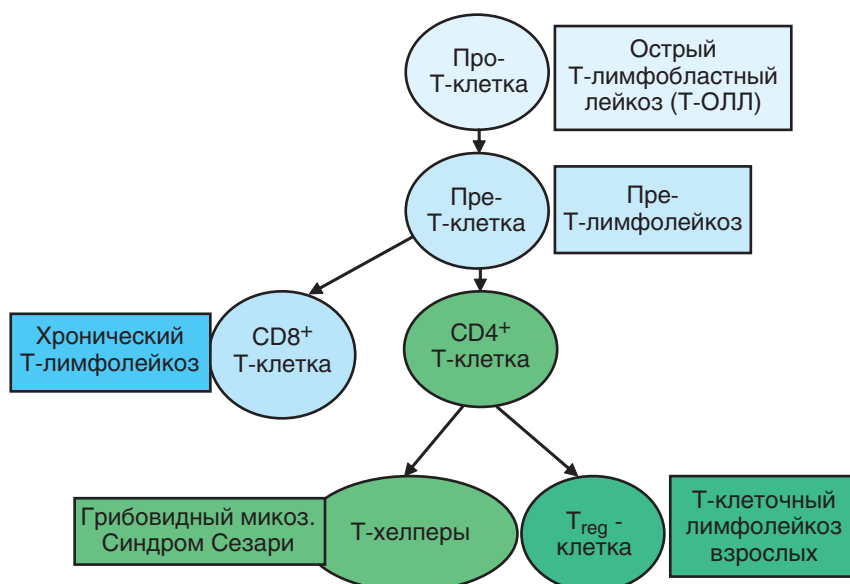 Про-
Т-клетка
Острый
Т-лимфобластный
лейкоз (Т-ОЛЛ)
Пре-
Т-клетка
Пре-
Т-лимфолейкоз
Хронический
Т-лимфолейкоз
CD8⁺
Т-клетка
CD4⁺
Т-клетка
Грибовидный микоз.
Синдром Сезари
Т-хелперы
T_reg -
клетка
Т-клеточный
лимфолейкоз
взрослых